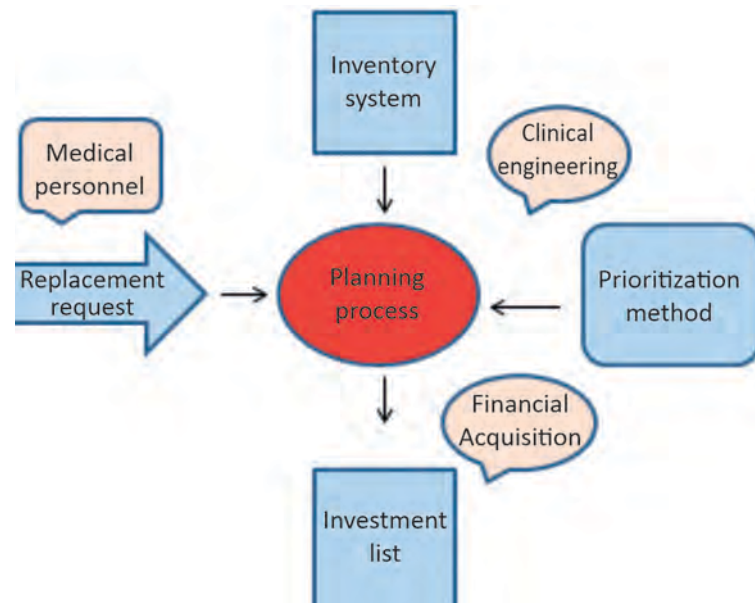 Inventory
system
Medical
personnel
Clinical
engineering
Replacement
request
Planning
process
Prioritization
method
Financial
Acquisition
Investment
list